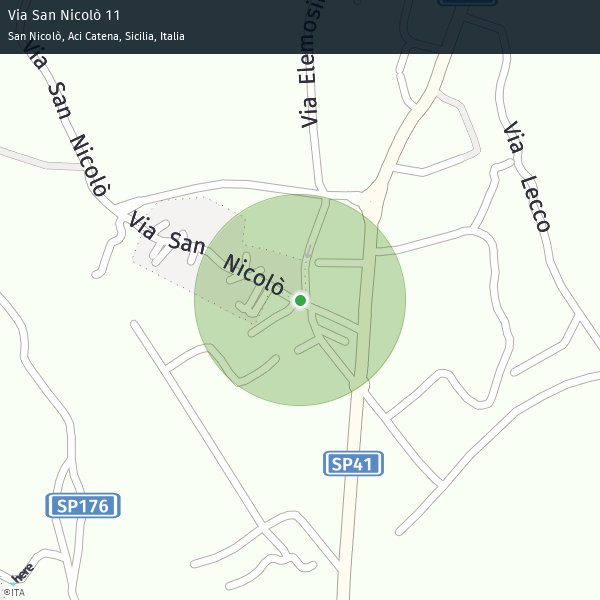 Via San Nicolò 11
San Nicolò, Aci Catena, Sicilia, Italia
Via San Nicolò
Via Elemosin
Via Lecco
Via San Nicolò
SP41
SP176
here
©ITA